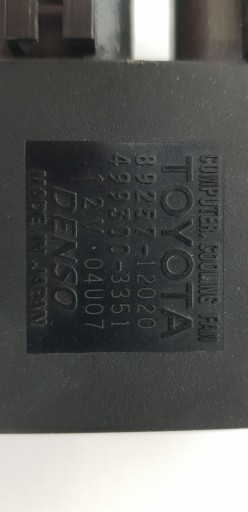 COMPUTER, COOLING FAN
TOYOTA
89257-12020
499300-3351
12V · 04U07
DENSO
MADE IN JAPAN